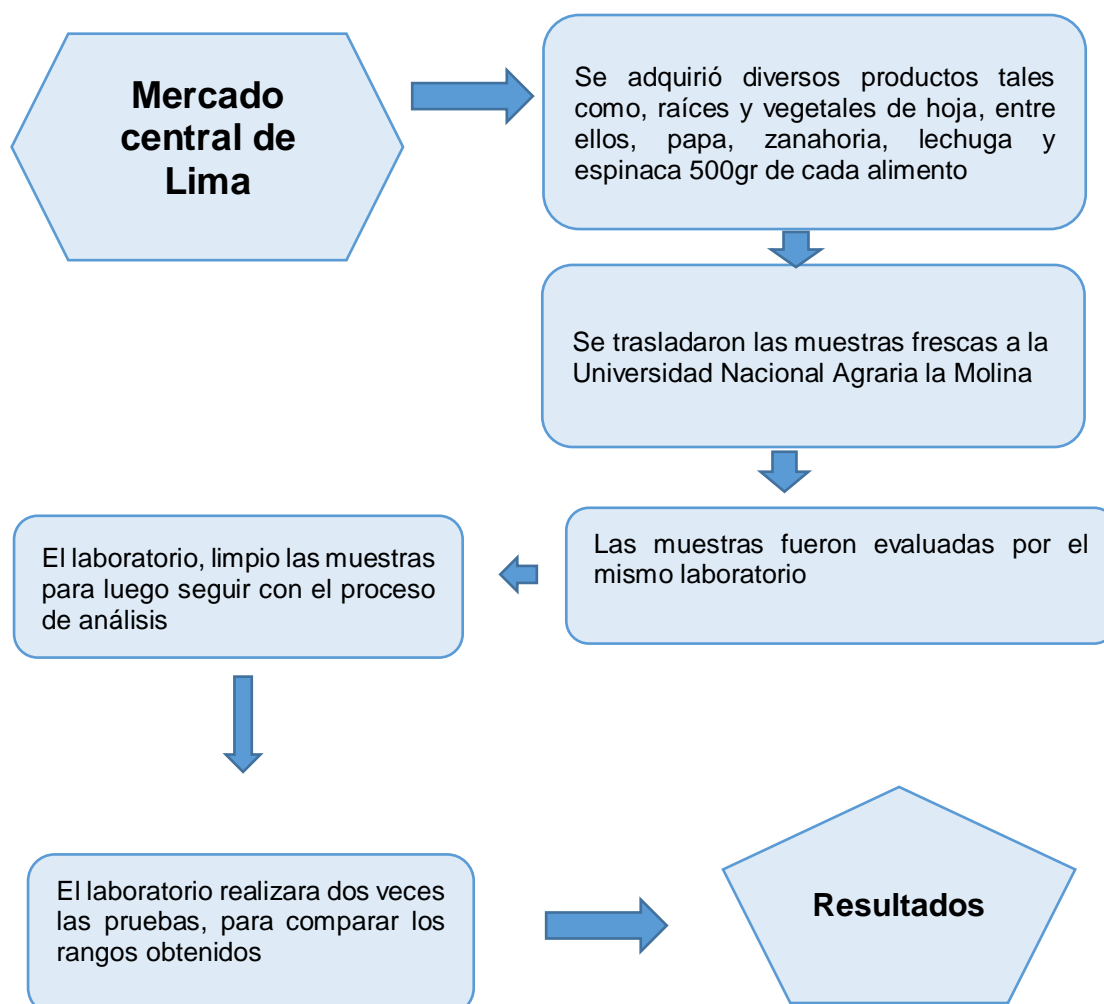 Mercado
central de
Lima
Se adquirió diversos productos tales
como, raíces y vegetales de hoja, entre
ellos, papa, zanahoria, lechuga y
espinaca 500gr de cada alimento
Se trasladaron las muestras frescas a la
Universidad Nacional Agraria la Molina
Las muestras fueron evaluadas por el
mismo laboratorio
El laboratorio, limpio las muestras
para luego seguir con el proceso
de análisis
El laboratorio realizara dos veces
las pruebas, para comparar los
rangos obtenidos
Resultados